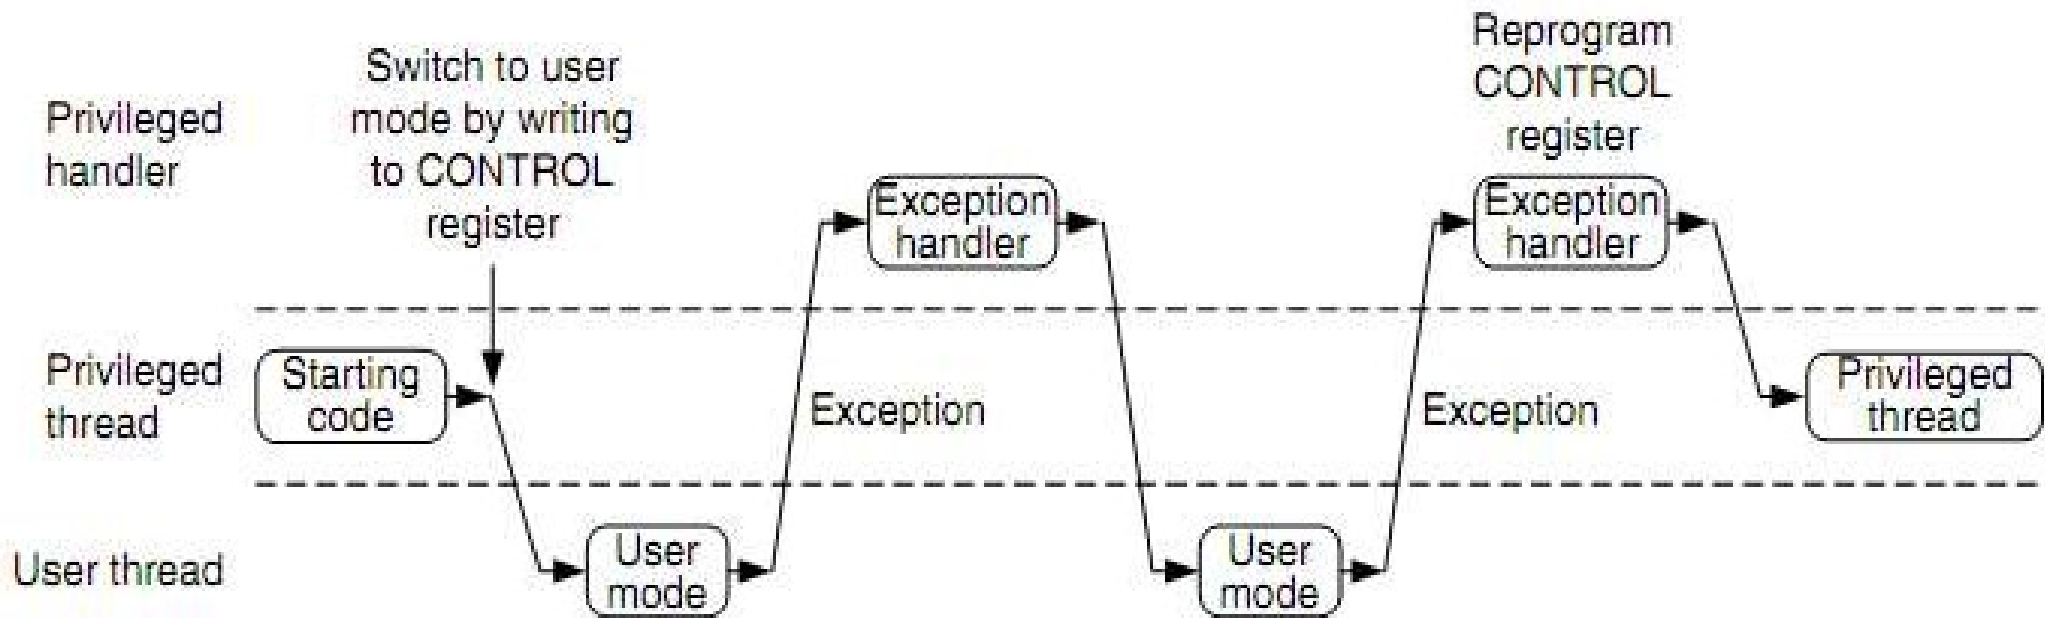 Privileged
handler
Switch to user
mode by writing
to CONTROL
register
Exception
handler
Reprogram
CONTROL
register
Exception
handler
Privileged
thread
Starting
code
Exception
Exception
Privileged
thread
User thread
User
mode
User
mode